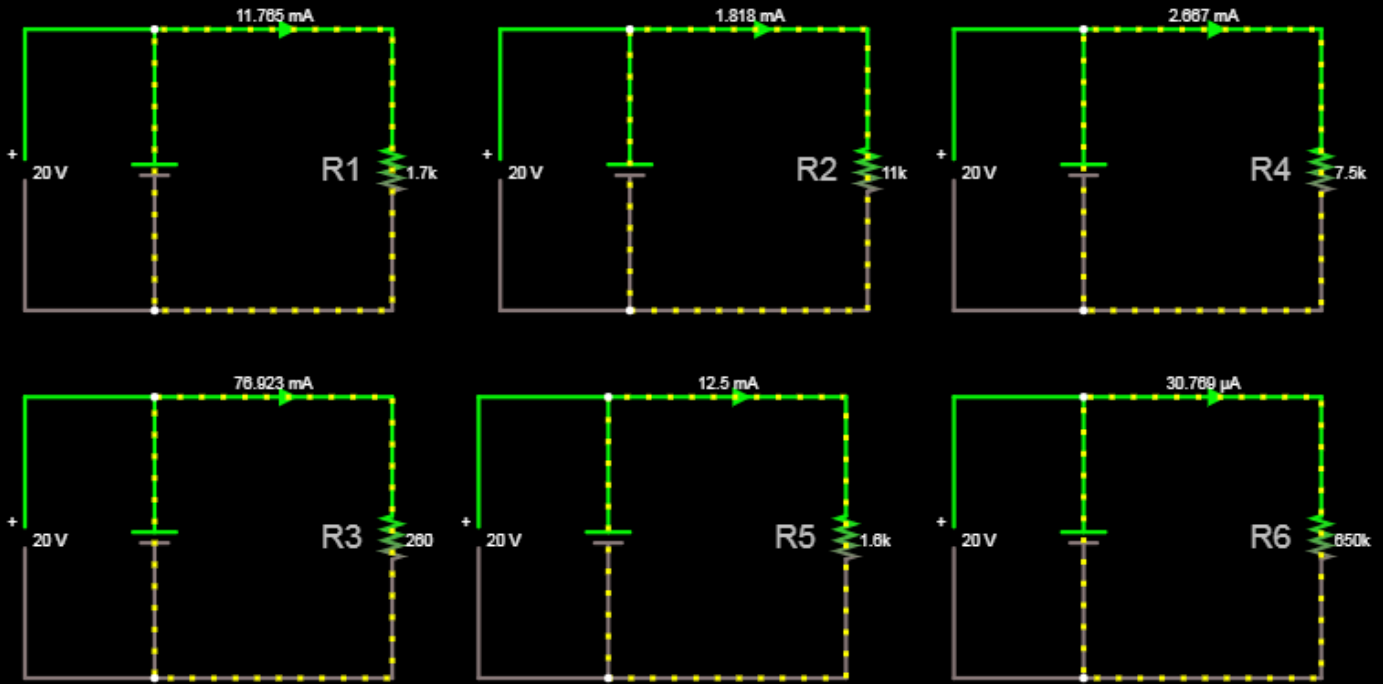 11.765 mA
1.818 mA
2.667 mA
+
20 V
R1
1.7k
+
20 V
R2
11k
+
20 V
R4
7.5k
76.923 mA
12.5 mA
30.769 µA
+
20 V
R3
260
+
20 V
R5
1.6k
+
20 V
R6
650k